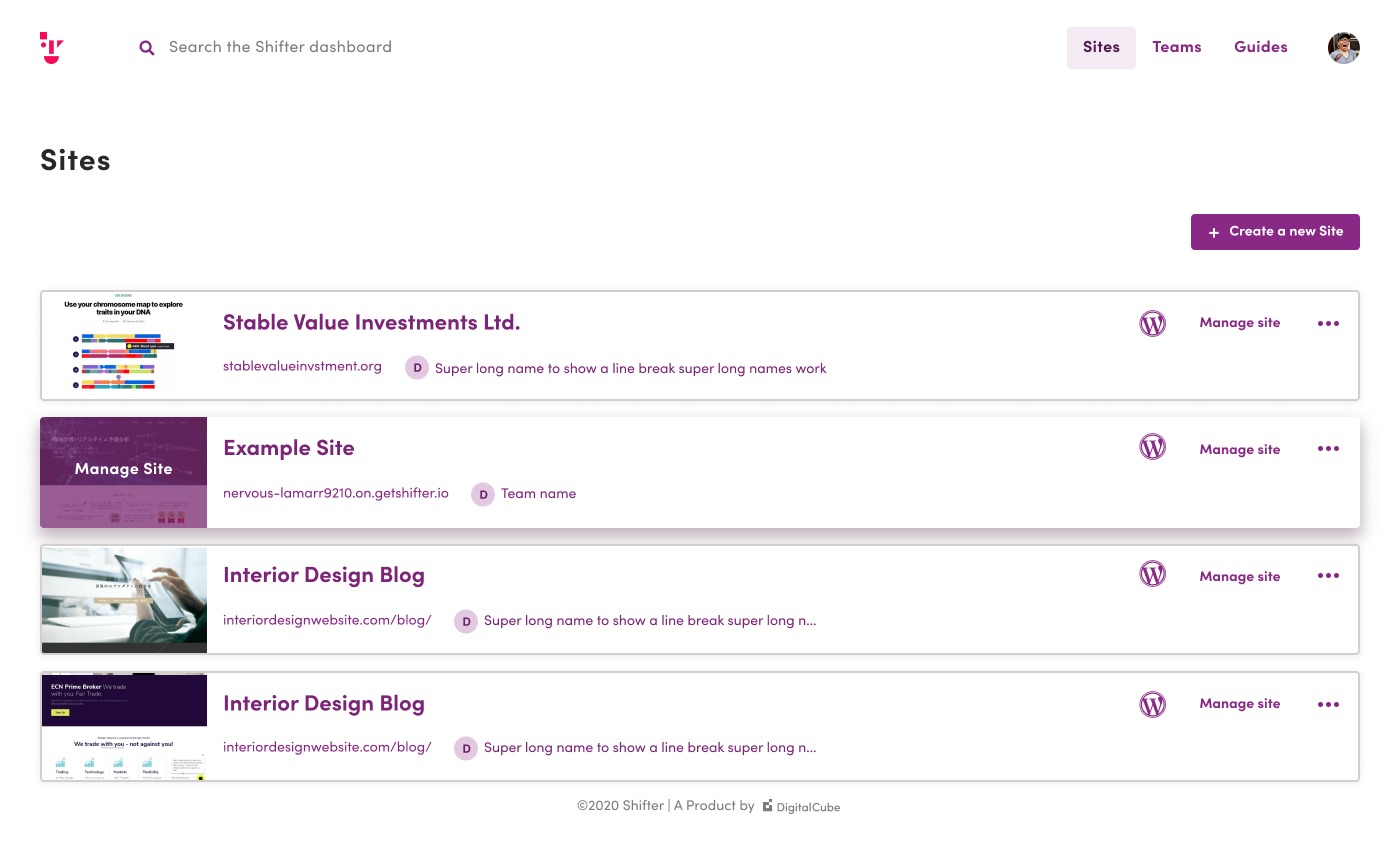 Search the Shifter dashboard
Sites
Teams
Guides
Sites
+ Create a new Site
Use your chromosome map to explore
traits in your DNA
Stable Value Investments Ltd.
Manage site
stablevalueinvstment.org
D
Super long name to show a line break super long names work
Manage Site
Example Site
Manage site
nervous-lamarr9210.on.getshifter.io
D
Team name
Interior Design Blog
Manage site
interiordesignwebsite.com/blog/
D
Super long name to show a line break super long n...
ECN Prime Broker We trade
with you. Fair Trade.
Sign Up
We trade with you - not against you!
Trading
Technology
Markets
Flexibility
Interior Design Blog
Manage site
interiordesignwebsite.com/blog/
D
Super long name to show a line break super long n...
©2020 Shifter | A Product by DigitalCube